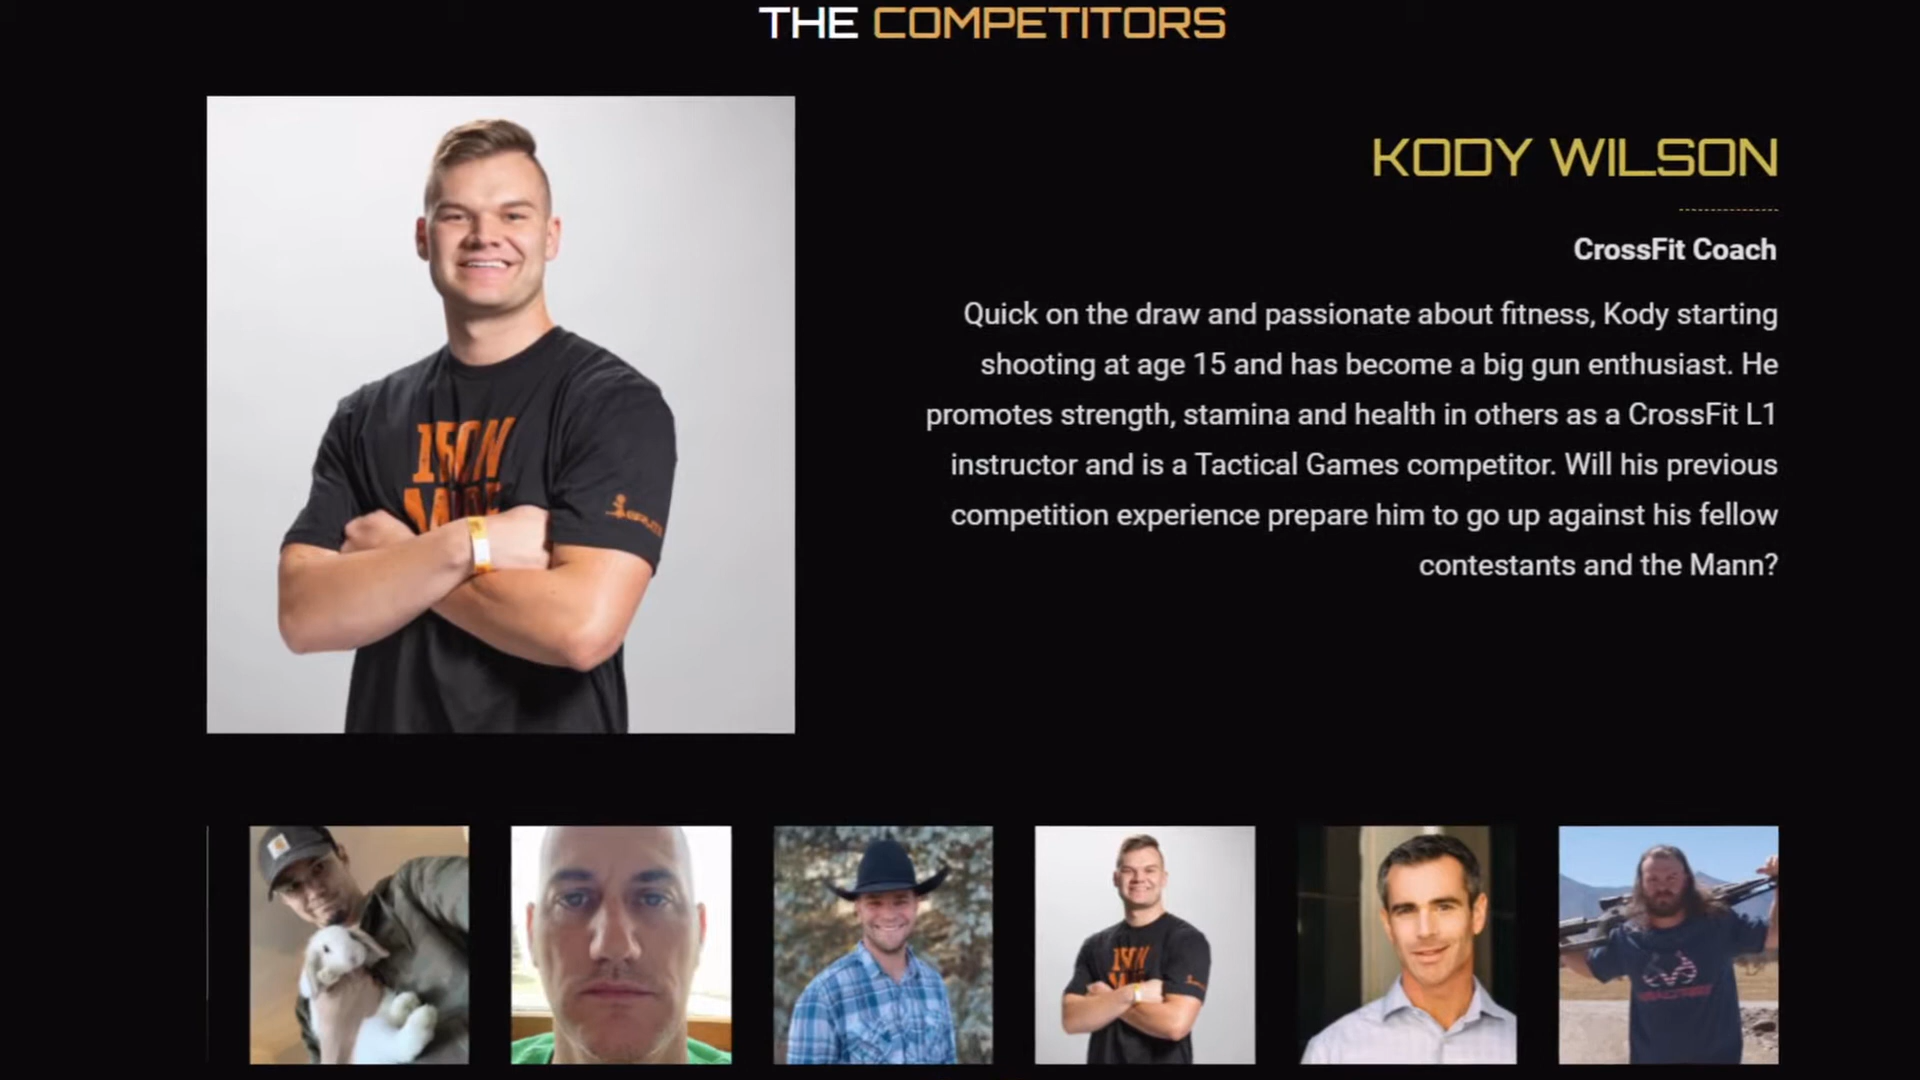 THE COMPETITORS
KODY WILSON
CrossFit Coach
Quick on the draw and passionate about fitness, Kody starting
shooting at age 15 and has become a big gun enthusiast. He
promotes strength, stamina and health in others as a CrossFit L1
instructor and is a Tactical Games competitor. Will his previous
competition experience prepare him to go up against his fellow
contestants and the Mann?
IRON